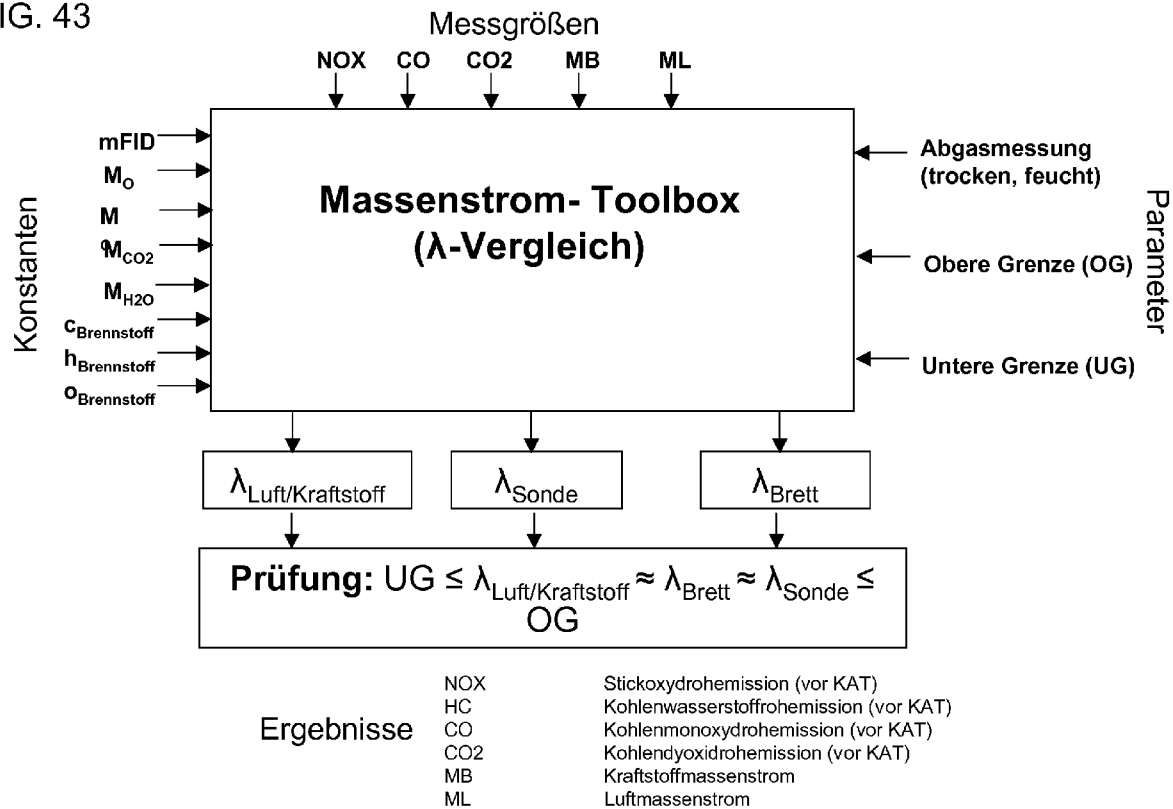 IG. 43
Messgrößen
NOX CO CO2 MB ML
Konstanten
mFID
MO
M
MCO2
MH2O
cBrennstoff
hBrennstoff
oBrennstoff
Massenstrom- Toolbox
(λ-Vergleich)
Abgasmessung
(trocken, feucht)
Obere Grenze (OG)
Untere Grenze (UG)
Parameter
λLuft/Kraftstoff λSonde λBrett
Prüfung: UG ≤ λLuft/Kraftstoff ≈ λBrett ≈ λSonde ≤
OG
Ergebnisse
NOX Stickoxydrohemission (vor KAT)
HC Kohlenwasserstoffrohemission (vor KAT)
CO Kohlenmonoxydrohemission (vor KAT)
CO2 Kohlendyoxidrohemission (vor KAT)
MB Kraftstoffmassenstrom
ML Luftmassenstrom